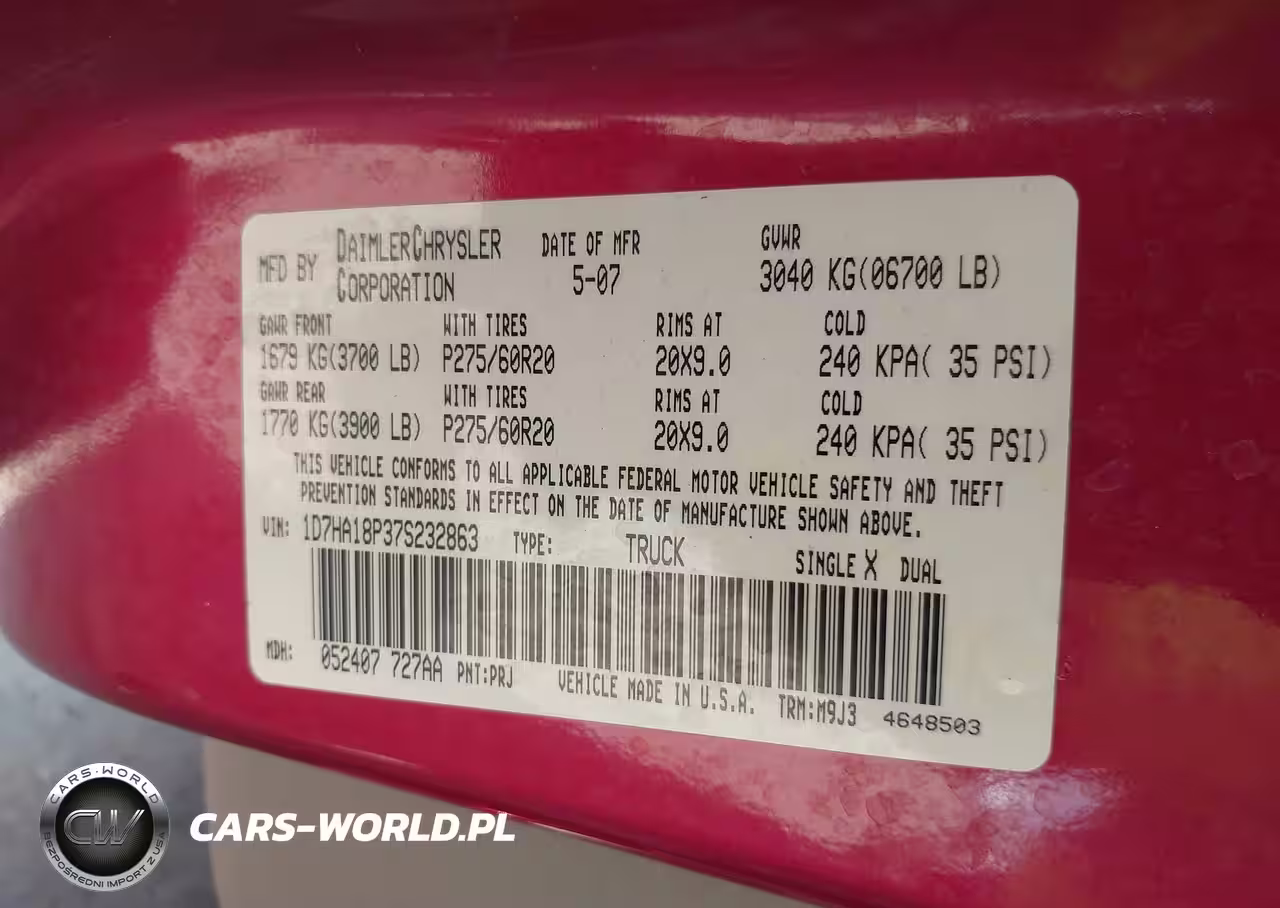 MFD BY DAIMLERCHRYSLER CORPORATION
DATE OF MFR 5-07
GVWR 3040 KG(06700 LB)
GAWR FRONT WITH TIRES RIMS AT COLD
1679 KG(3700 LB) P275/60R20 20X9.0 240 KPA( 35 PSI)
GAWR REAR WITH TIRES RIMS AT COLD
1770 KG(3900 LB) P275/60R20 20X9.0 240 KPA( 35 PSI)
THIS VEHICLE CONFORMS TO ALL APPLICABLE FEDERAL MOTOR VEHICLE SAFETY AND THEFT
PREVENTION STANDARDS IN EFFECT ON THE DATE OF MANUFACTURE SHOWN ABOVE.
VIN: 1D7HA18P37S232863 TYPE: TRUCK SINGLE X DUAL
MDH: 052407 727AA PNT:PRJ VEHICLE MADE IN U.S.A. TRM:M9J3 4648503
CARS-WORLD
CW
BEZPOŚREDNI IMPORT Z USA
CARS-WORLD.PL